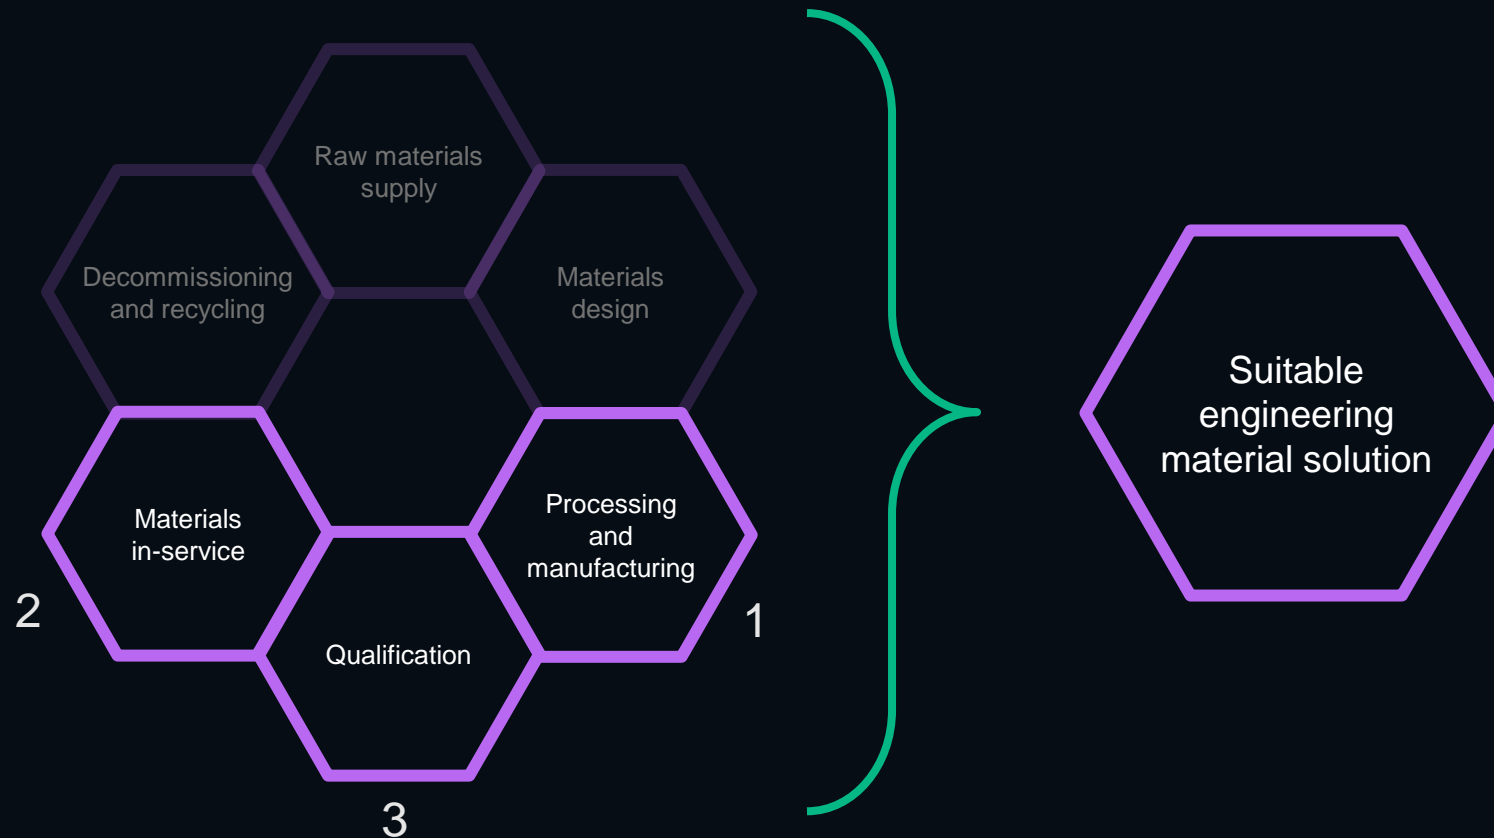 Raw materials
supply
Decommissioning
and recycling
Materials
design
Materials
in-service
Processing
and
manufacturing
2
1
Qualification
3
Suitable
engineering
material solution